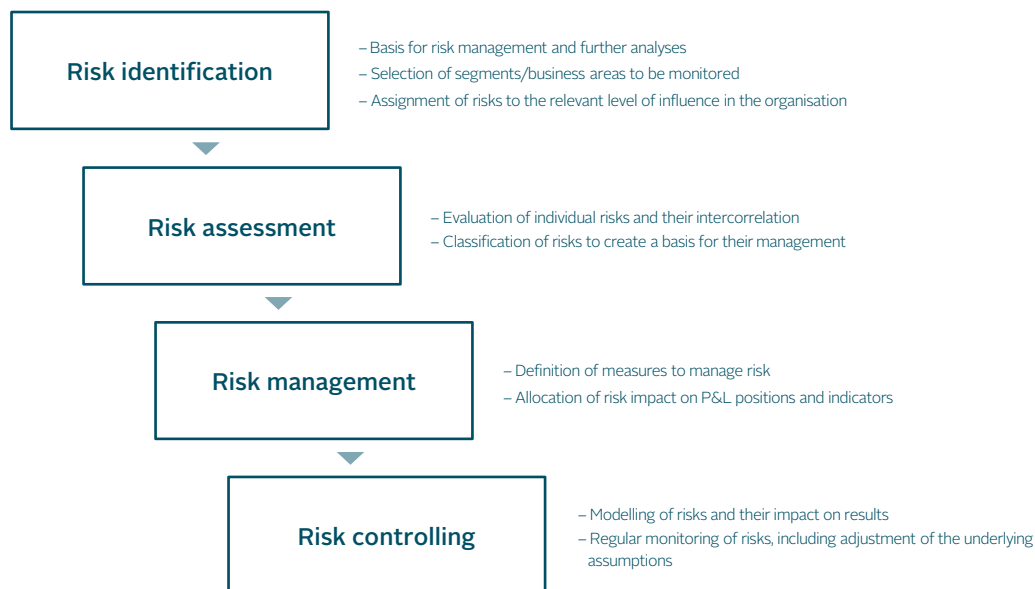 Risk identification
– Basis for risk management and further analyses
– Selection of segments/business areas to be monitored
– Assignment of risks to the relevant level of influence in the organisation
Risk assessment
– Evaluation of individual risks and their intercorrelation
– Classification of risks to create a basis for their management
Risk management
– Definition of measures to manage risk
– Allocation of risk impact on P&L positions and indicators
Risk controlling
– Modelling of risks and their impact on results
– Regular monitoring of risks, including adjustment of the underlying
assumptions